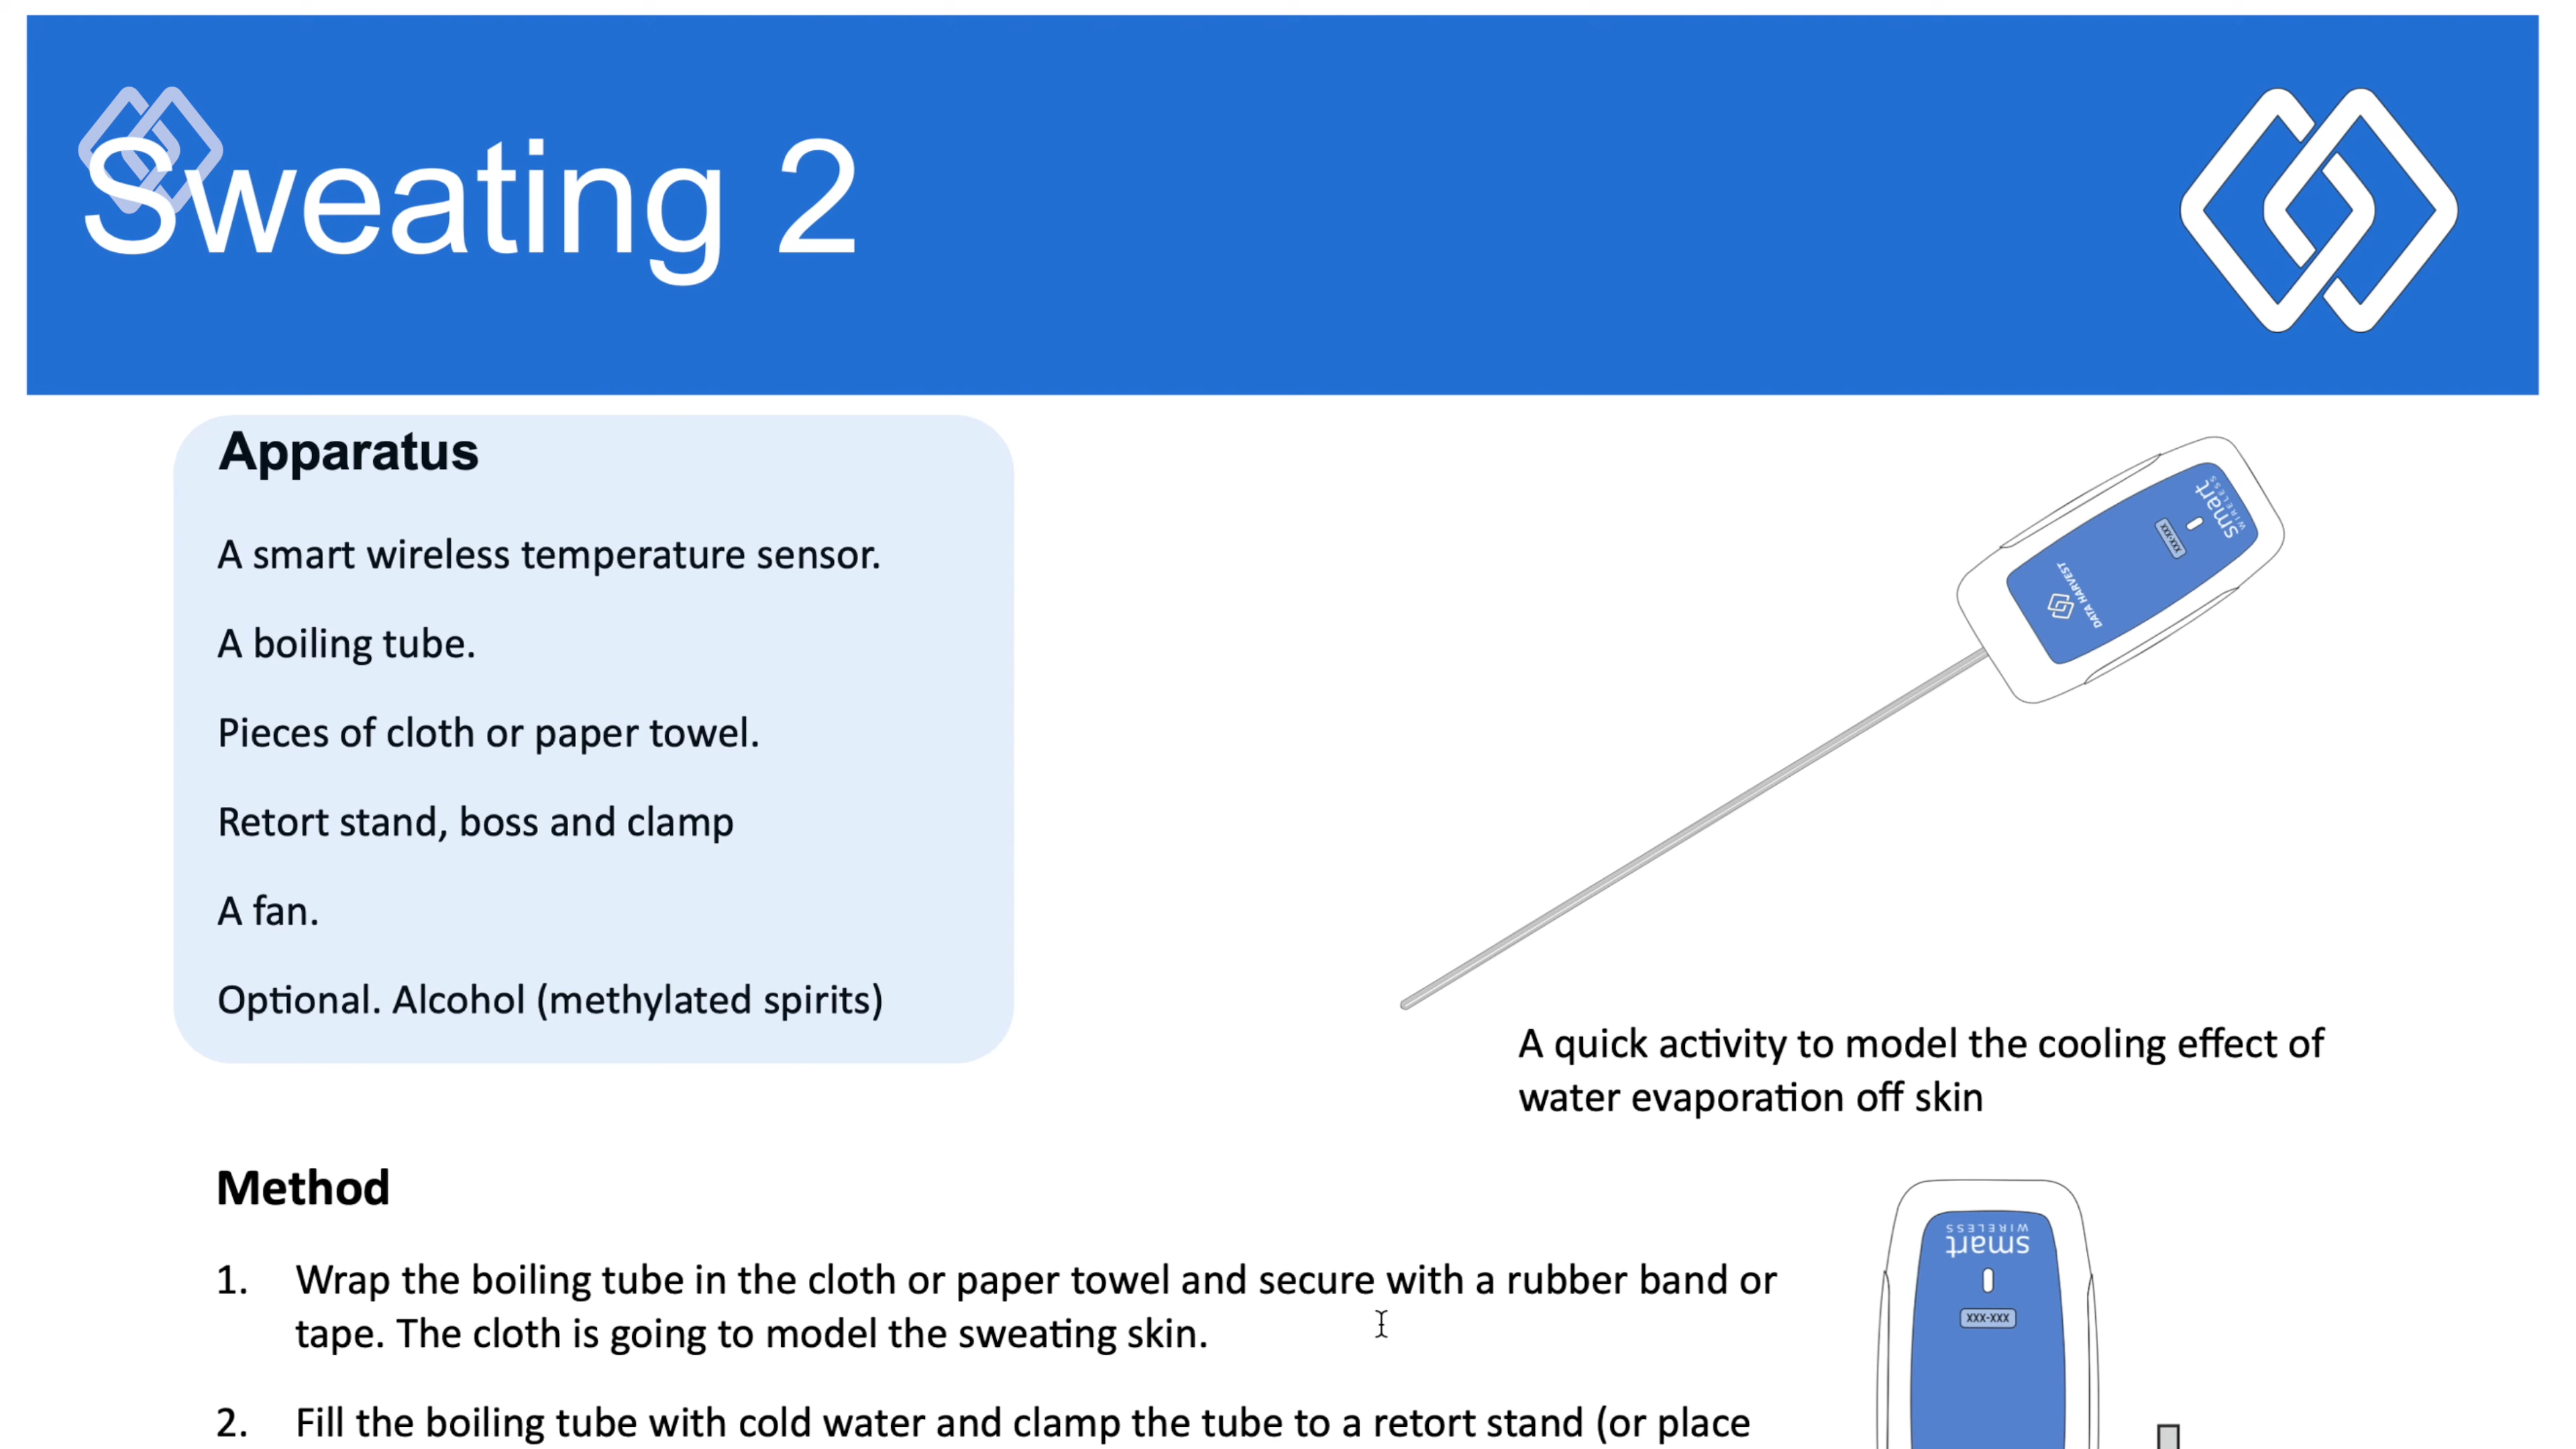 Sweating 2
Apparatus
A smart wireless temperature sensor.
A boiling tube.
Pieces of cloth or paper towel.
Retort stand, boss and clamp
A fan.
Optional. Alcohol (methylated spirits)
smart
WIRELESS
xxx-xxx
DATA HARVEST
A quick activity to model the cooling effect of
water evaporation off skin
Method
1. Wrap the boiling tube in the cloth or paper towel and secure with a rubber band or
tape. The cloth is going to model the sweating skin.
2. Fill the boiling tube with cold water and clamp the tube to a retort stand (or place
smart
WIRELESS
XXX-XXX